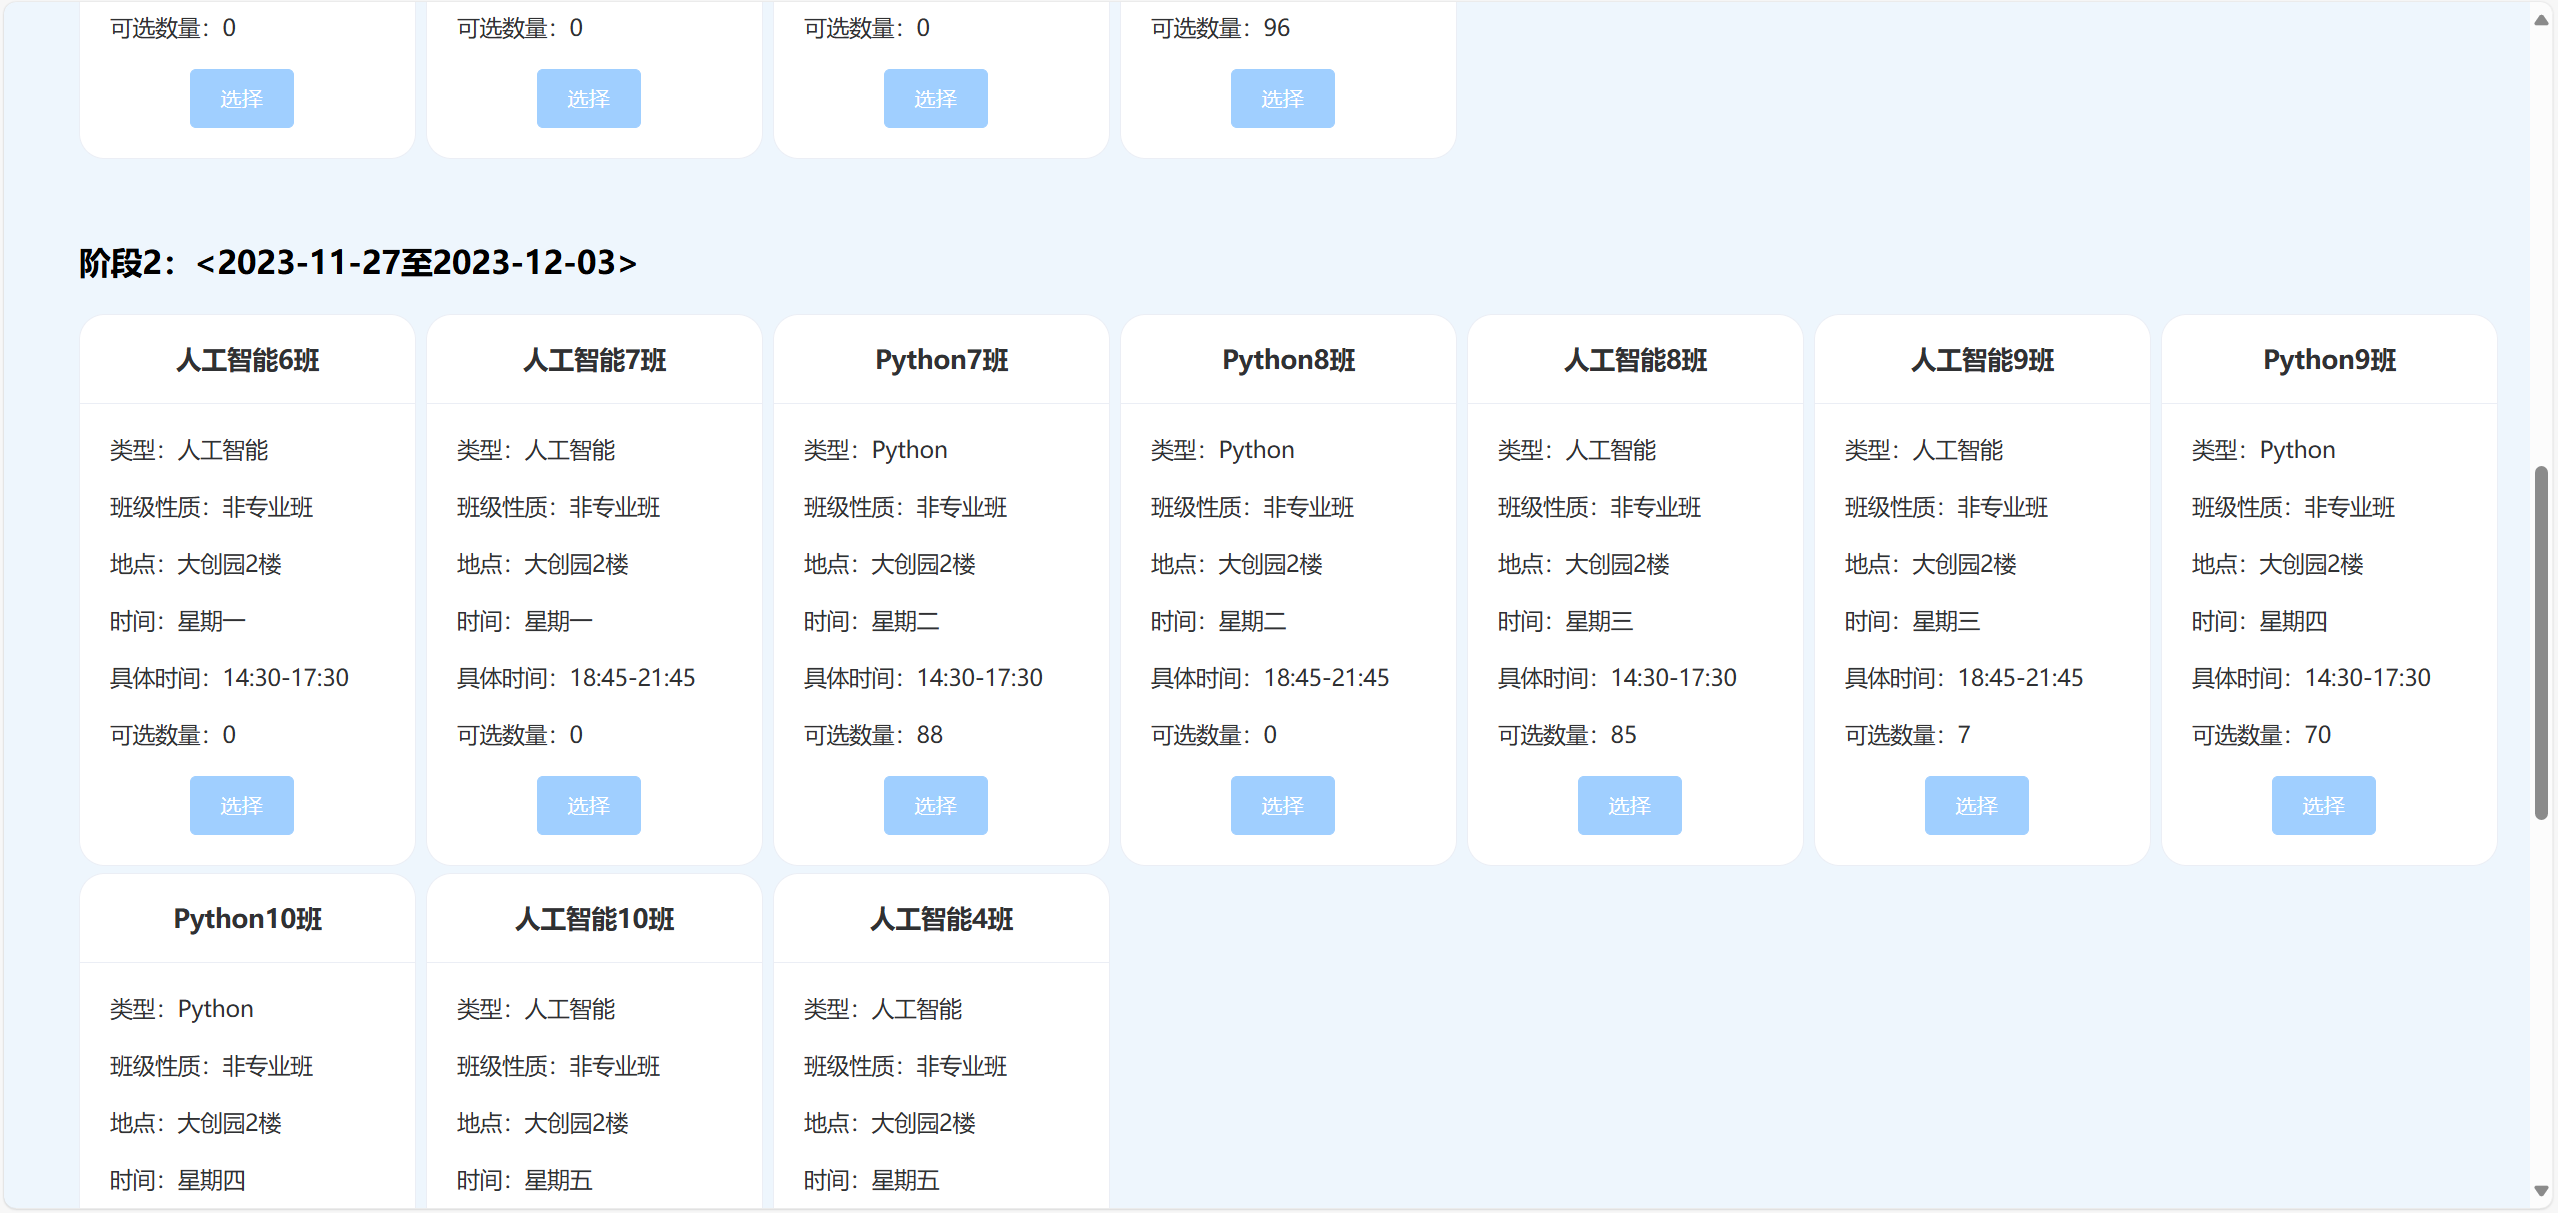 可选数量：0
选择
可选数量：0
选择
可选数量：0
选择
可选数量：96
选择
阶段2：<2023-11-27至2023-12-03>
人工智能6班
类型：人工智能
班级性质：非专业班
地点：大创园2楼
时间：星期一
具体时间：14:30-17:30
可选数量：0
选择
人工智能7班
类型：人工智能
班级性质：非专业班
地点：大创园2楼
时间：星期一
具体时间：18:45-21:45
可选数量：0
选择
Python7班
类型：Python
班级性质：非专业班
地点：大创园2楼
时间：星期二
具体时间：14:30-17:30
可选数量：88
选择
Python8班
类型：Python
班级性质：非专业班
地点：大创园2楼
时间：星期二
具体时间：18:45-21:45
可选数量：0
选择
人工智能8班
类型：人工智能
班级性质：非专业班
地点：大创园2楼
时间：星期三
具体时间：14:30-17:30
可选数量：85
选择
人工智能9班
类型：人工智能
班级性质：非专业班
地点：大创园2楼
时间：星期三
具体时间：18:45-21:45
可选数量：7
选择
Python9班
类型：Python
班级性质：非专业班
地点：大创园2楼
时间：星期四
具体时间：14:30-17:30
可选数量：70
选择
Python10班
类型：Python
班级性质：非专业班
地点：大创园2楼
时间：星期四
人工智能10班
类型：人工智能
班级性质：非专业班
地点：大创园2楼
时间：星期五
人工智能4班
类型：人工智能
班级性质：非专业班
地点：大创园2楼
时间：星期五